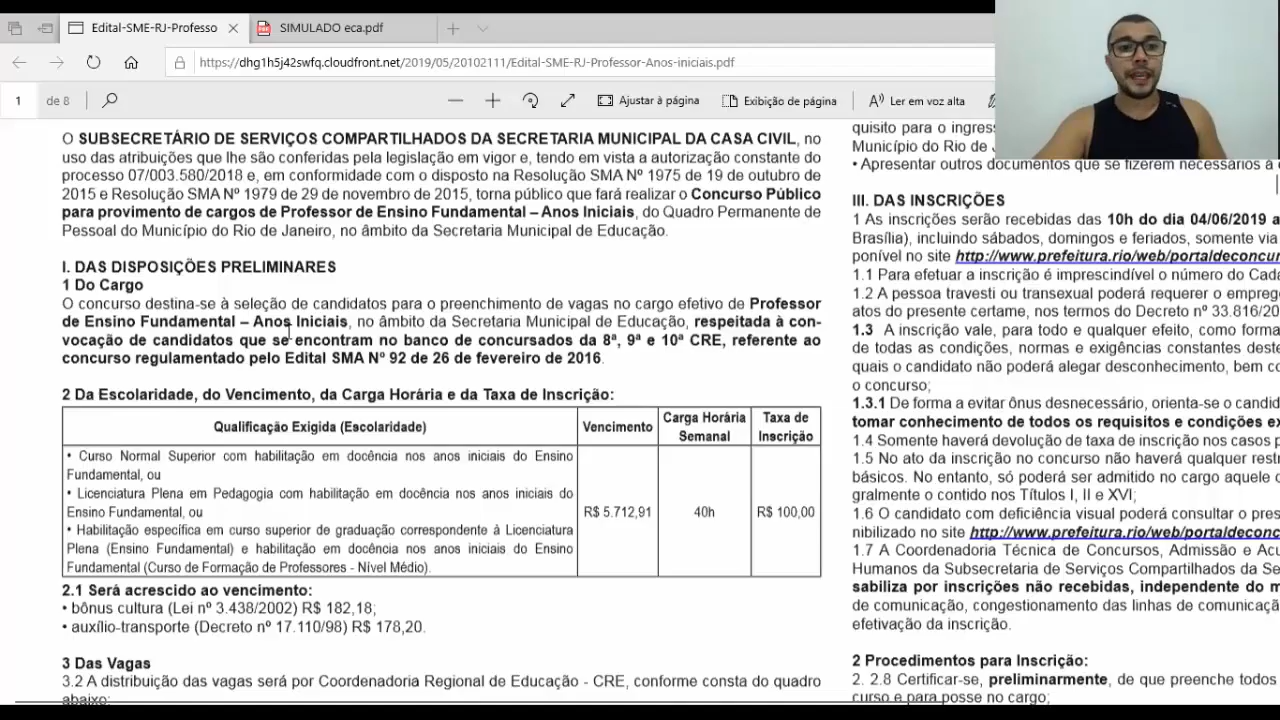 Edital-SME-RJ-Professo
SIMULADO eca.pdf
https://dhg1h5j42swfq.cloudfront.net/2019/05/20102111/Edital-SME-RJ-Professor-Anos-iniciais.pdf
1 de 8
Ajustar à página
Exibição de página
Ler em voz alta
O SUBSECRETÁRIO DE SERVIÇOS COMPARTILHADOS DA SECRETARIA MUNICIPAL DA CASA CIVIL, no
uso das atribuições que lhe são conferidas pela legislação em vigor e, tendo em vista a autorização constante do
processo 07/003.580/2018 e, em conformidade com o disposto na Resolução SMA Nº 1975 de 19 de outubro de
2015 e Resolução SMA Nº 1979 de 29 de novembro de 2015, torna público que fará realizar o Concurso Público
para provimento de cargos de Professor de Ensino Fundamental – Anos Iniciais, do Quadro Permanente de
Pessoal do Município do Rio de Janeiro, no âmbito da Secretaria Municipal de Educação.
I. DAS DISPOSIÇÕES PRELIMINARES
1 Do Cargo
O concurso destina-se à seleção de candidatos para o preenchimento de vagas no cargo efetivo de Professor
de Ensino Fundamental – Anos Iniciais, no âmbito da Secretaria Municipal de Educação, respeitada à con-
vocação de candidatos que se encontram no banco de concursados da 8ª, 9ª e 10ª CRE, referente ao
concurso regulamentado pelo Edital SMA Nº 92 de 26 de fevereiro de 2016.
2 Da Escolaridade, do Vencimento, da Carga Horária e da Taxa de Inscrição:
Qualificação Exigida (Escolaridade)
Vencimento
Carga Horária
Semanal
Taxa de
Inscrição
• Curso Normal Superior com habilitação em docência nos anos iniciais do Ensino
Fundamental, ou
• Licenciatura Plena em Pedagogia com habilitação em docência nos anos iniciais do
Ensino Fundamental, ou
• Habilitação específica em curso superior de graduação correspondente à Licenciatura
Plena (Ensino Fundamental) e habilitação em docência nos anos iniciais do Ensino
Fundamental (Curso de Formação de Professores - Nível Médio).
R$ 5.712,91
40h
R$ 100,00
2.1 Será acrescido ao vencimento:
• bônus cultura (Lei nº 3.438/2002) R$ 182,18;
• auxílio-transporte (Decreto nº 17.110/98) R$ 178,20.
3 Das Vagas
3.2 A distribuição das vagas será por Coordenadoria Regional de Educação - CRE, conforme consta do quadro
abaixo:
quisito para o ingres
Município do Rio de J
• Apresentar outros documentos que se fizerem necessários à
III. DAS INSCRIÇÕES
1 As inscrições serão recebidas das 10h do dia 04/06/2019 a
Brasília), incluindo sábados, domingos e feriados, somente via
ponível no site http://www.prefeitura.rio/web/portaldeconcur
1.1 Para efetuar a inscrição é imprescindível o número do Cada
1.2 A pessoa travesti ou transexual poderá requerer o empreg
atos do presente certame, nos termos do Decreto nº 33.816/20
1.3 A inscrição vale, para todo e qualquer efeito, como forma
de todas as condições, normas e exigências constantes deste
quais o candidato não poderá alegar desconhecimento, bem co
o concurso;
1.3.1 De forma a evitar ônus desnecessário, orienta-se o candid
tomar conhecimento de todos os requisitos e condições ex
1.4 Somente haverá devolução de taxa de inscrição nos casos p
1.5 No ato da inscrição no concurso não haverá qualquer restr
básicos. No entanto, só poderá ser admitido no cargo aquele
gralmente o contido nos Títulos I, II e XVI;
1.6 O candidato com deficiência visual poderá consultar o pres
nibilizado no site http://www.prefeitura.rio/web/portaldeconc
1.7 A Coordenadoria Técnica de Concursos, Admissão e Acu
Humanos da Subsecretaria de Serviços Compartilhados da Se
sabiliza por inscrições não recebidas, independente do m
de comunicação, congestionamento das linhas de comunicaçã
efetivação da inscrição.
2 Procedimentos para Inscrição:
2. 2.8 Certificar-se, preliminarmente, de que preenche todos
curso e para posse no cargo;